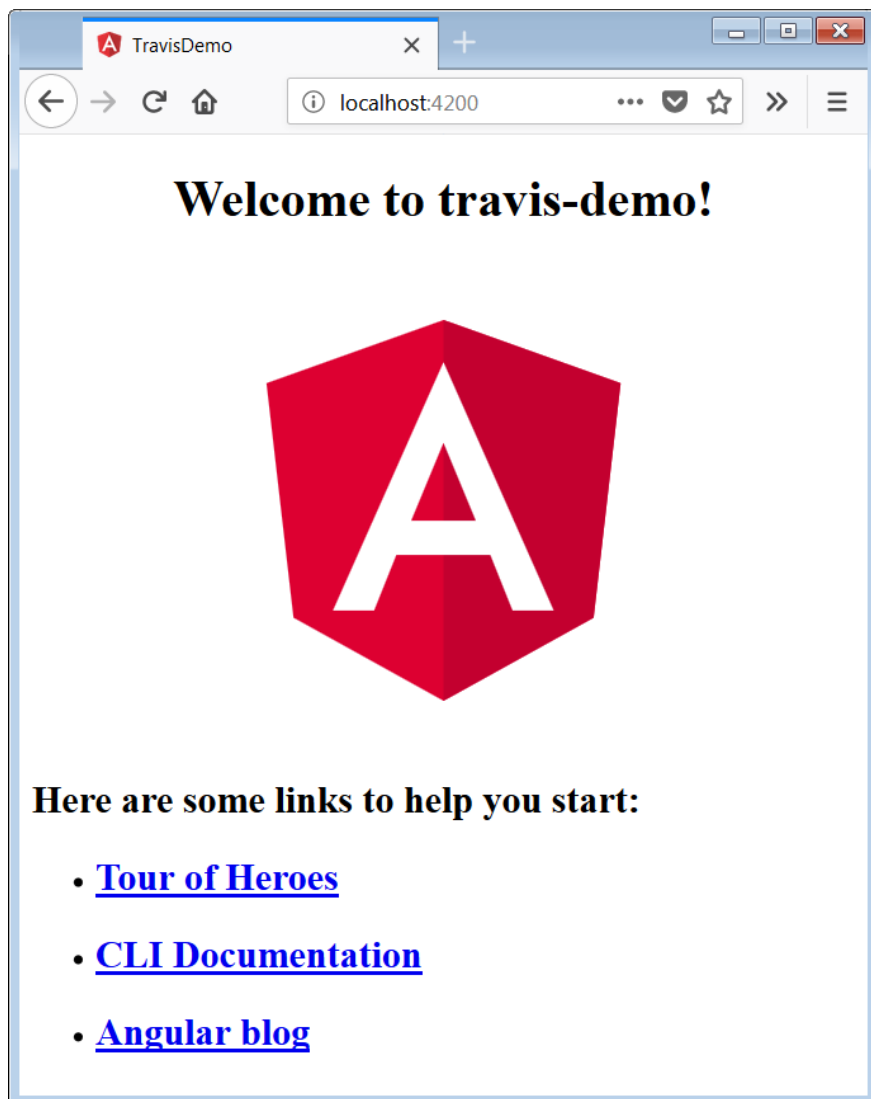 TravisDemo
localhost:4200
Welcome to travis-demo!
A
Here are some links to help you start:
• Tour of Heroes
• CLI Documentation
• Angular blog